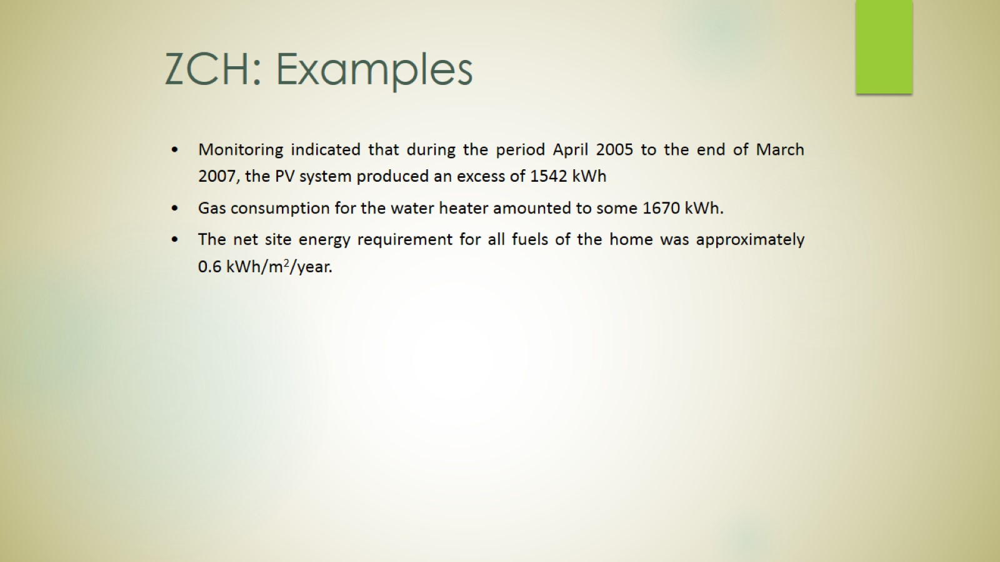 ZCH: Examples
• Monitoring indicated that during the period April 2005 to the end of March
2007, the PV system produced an excess of 1542 kWh
• Gas consumption for the water heater amounted to some 1670 kWh.
• The net site energy requirement for all fuels of the home was approximately
0.6 kWh/m²/year.